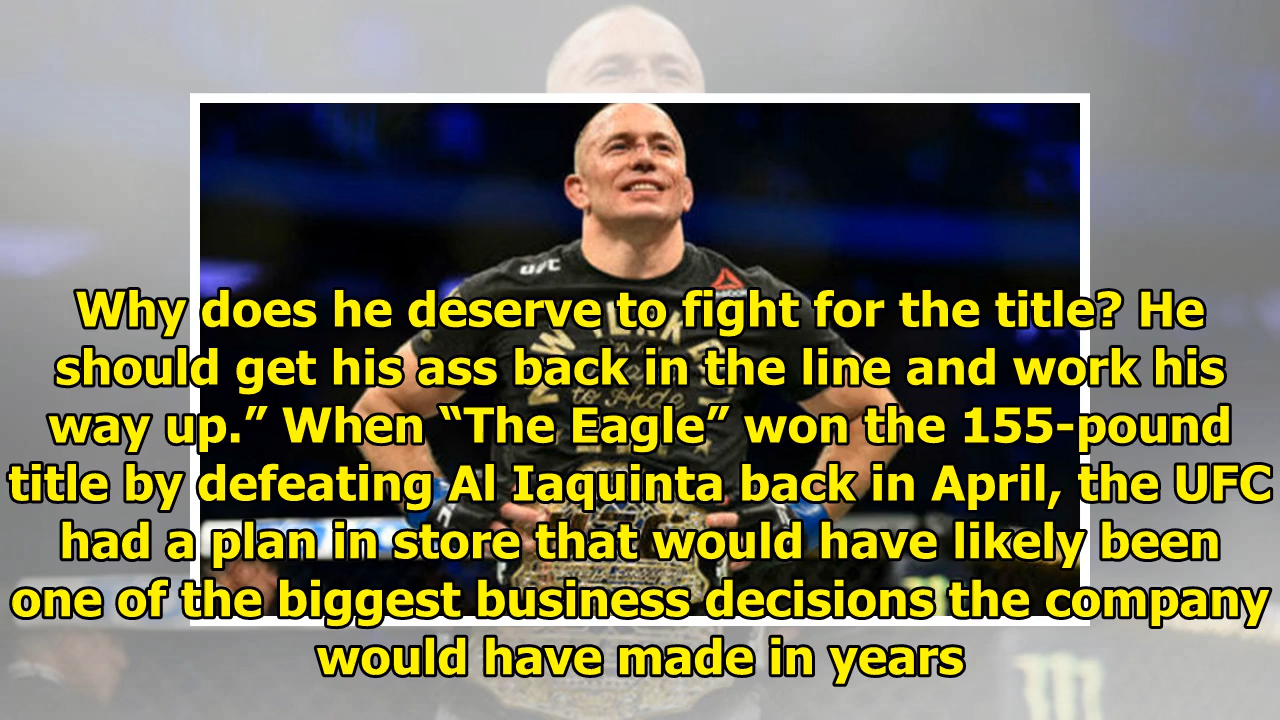 UFC
Why does he deserve to fight for the title? He
should get his ass back in the line and work his
way up.” When “The Eagle” won the 155-pound
title by defeating Al Iaquinta back in April, the UFC
had a plan in store that would have likely been
one of the biggest business decisions the company
would have made in years